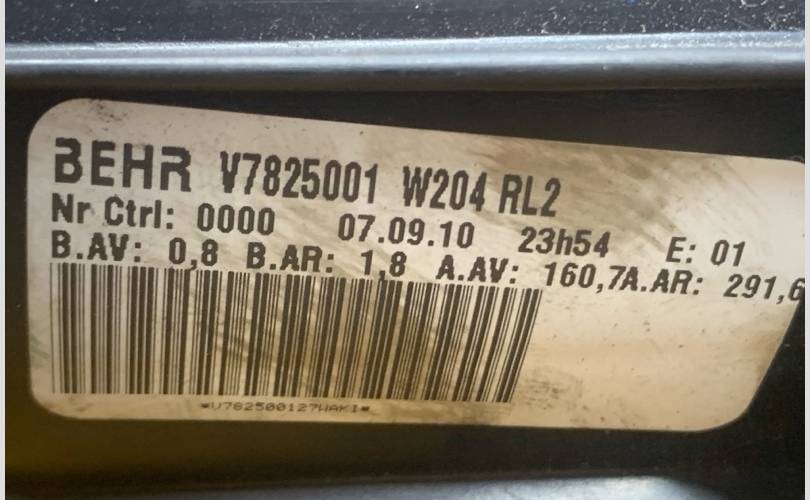 BEHR V7825001 W204 RL2
Nr Ctrl: 0000 07.09.10 23h54 E: 01
B.AV: 0,8 B.AR: 1,8 A.AV: 160,7A.AR: 291,6
*V782500127WAKI*